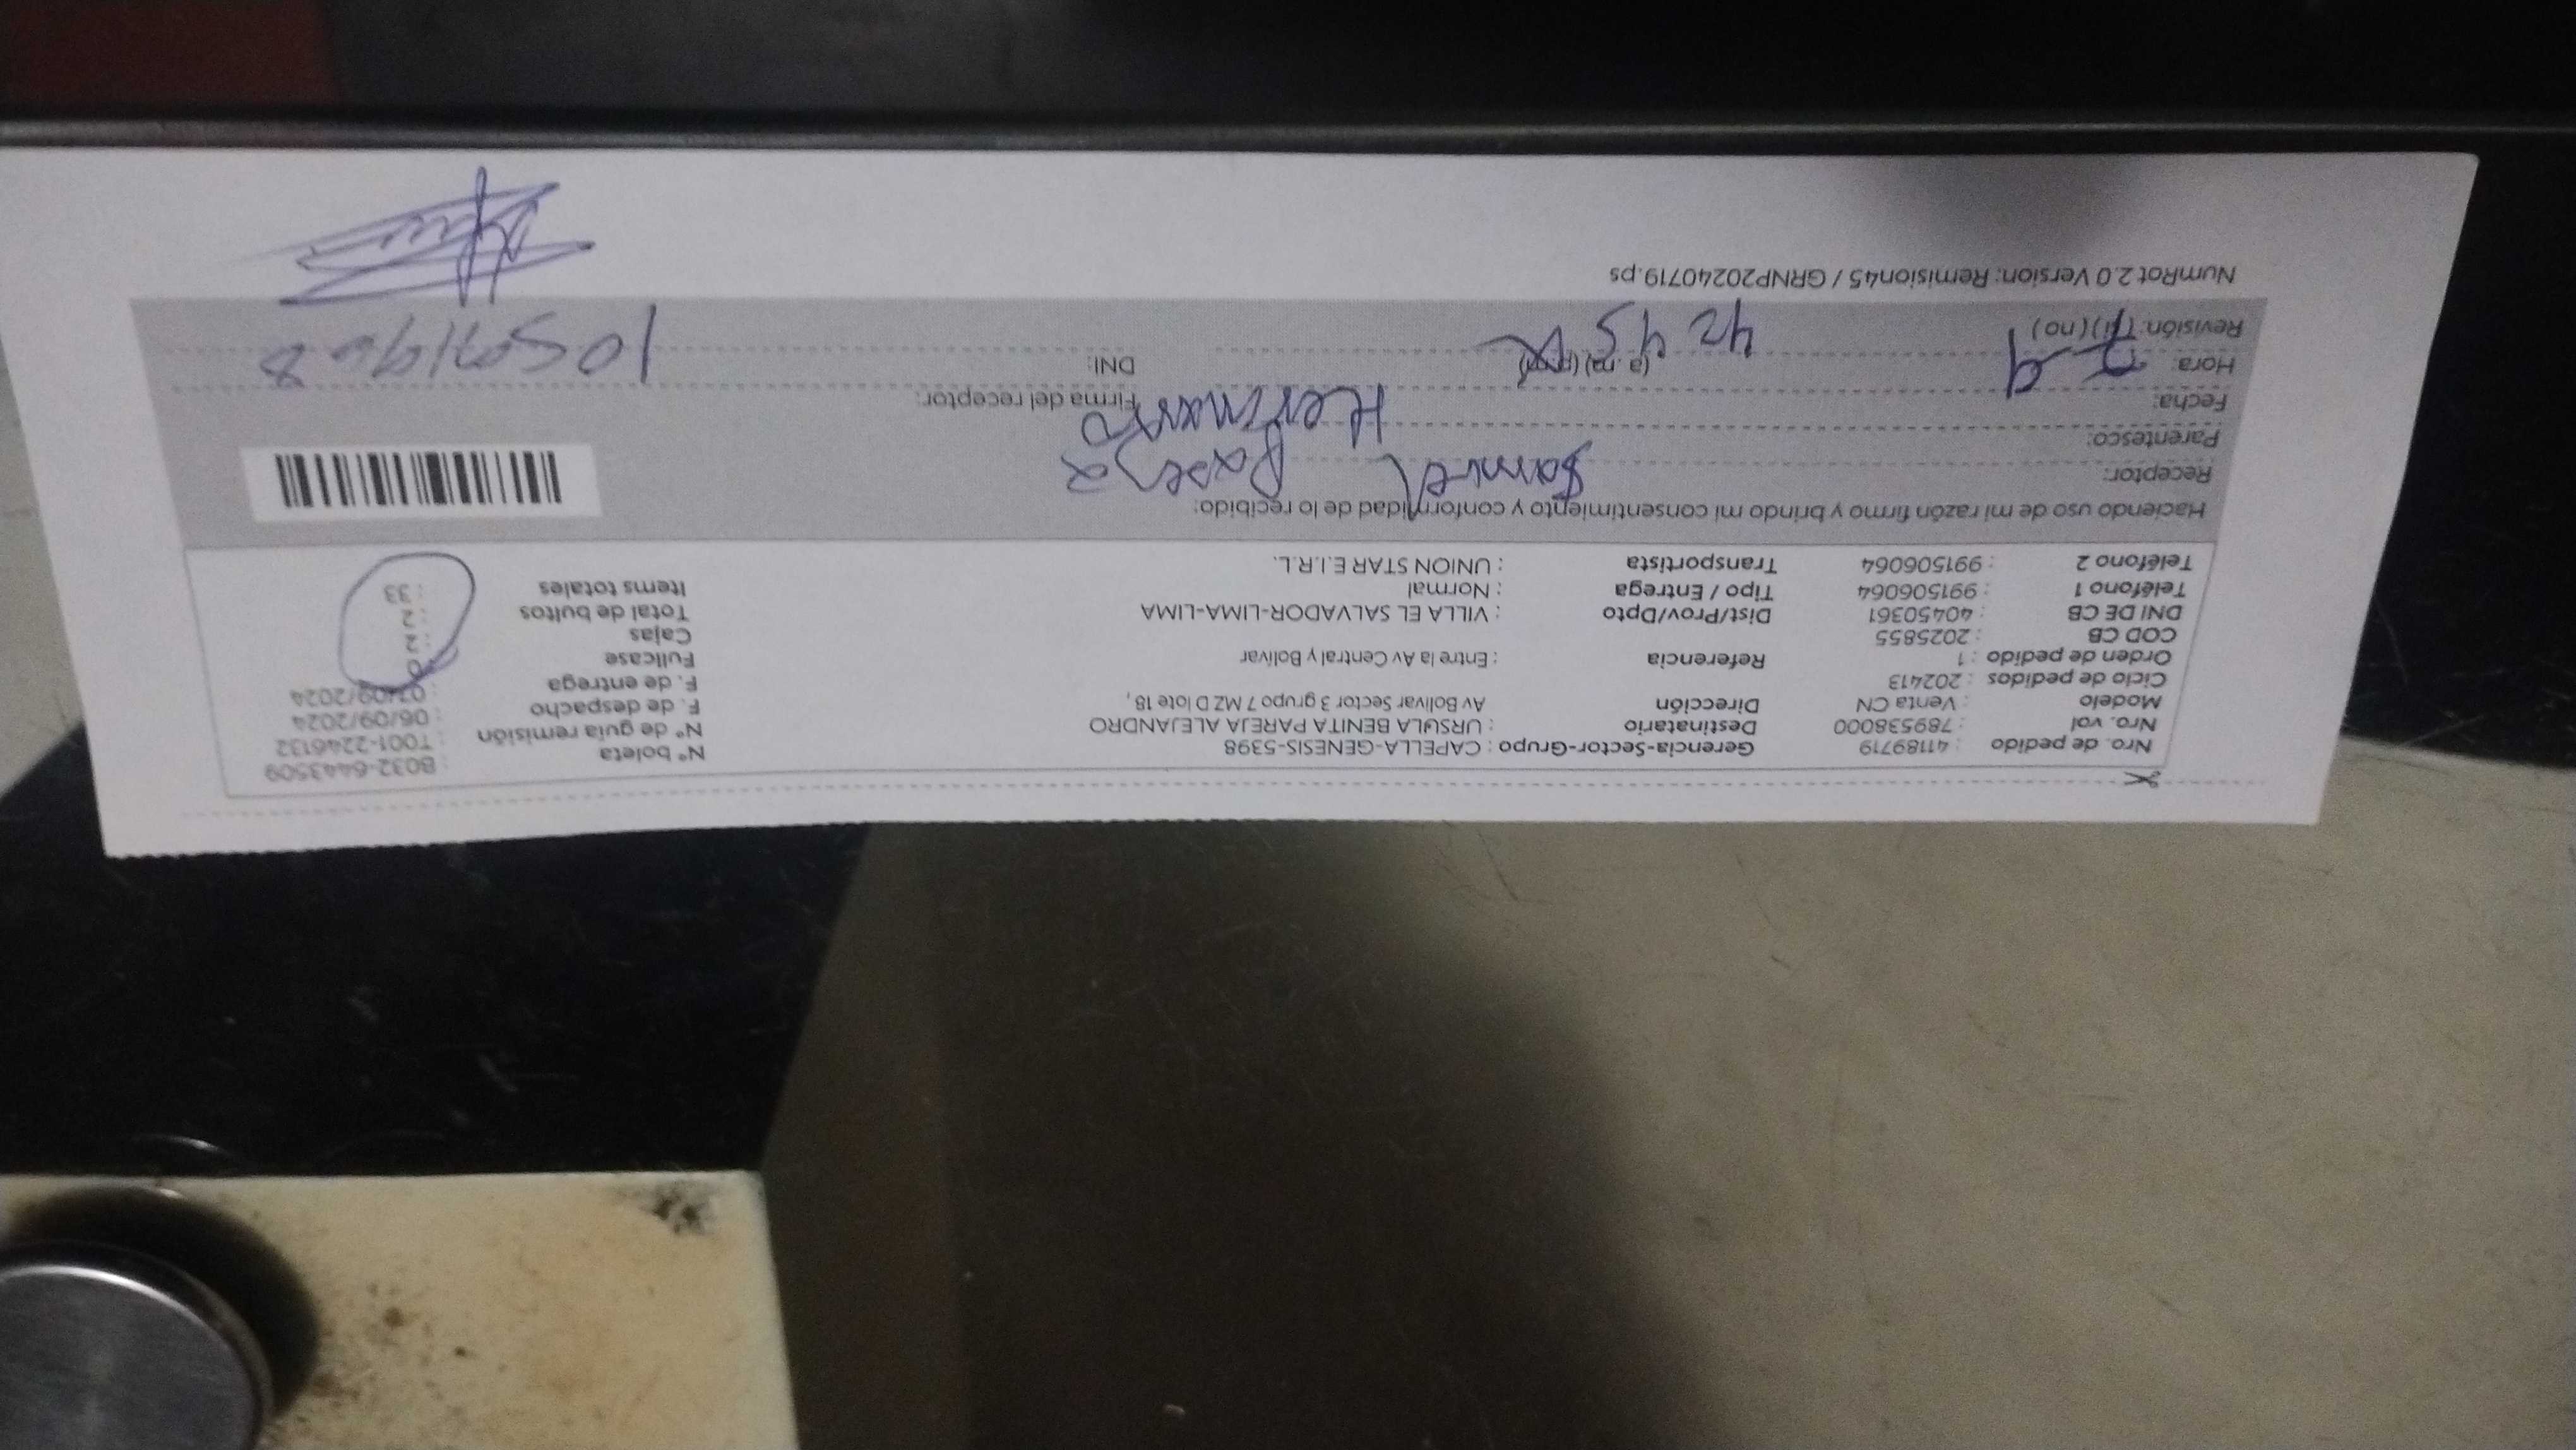 Nro. de pedido : 41189719 Gerencia-Sector-Grupo : CAPELLA-GENESIS-5398 N° boleta : B032-6443509
Nro. vol : 789538000 Destinatario : URSULA BENITA PAREJA ALEJANDRO N° de guía remisión : T001-2246132
Modelo : Venta CN Dirección Av Bolivar Sector 3 grupo 7 MZ D lote 18, F. de despacho : 06/09/2024
Ciclo de pedidos : 202413 F. de entrega : 07/09/2024
Orden de pedido : 1 Referencia : Entre la Av Central y Bolívar Fullcase : 0
COD CB : 2025855 Cajas : 2
DNI DE CB : 40450361 Dist/Prov/Dpto : VILLA EL SALVADOR-LIMA-LIMA Total de bultos : 2
Teléfono 1 : 991506064 Tipo / Entrega : Normal Items totales : 33
Teléfono 2 : 991506064 Transportista : UNION STAR E.I.R.L.
Haciendo uso de mi razón firmo y brindo mi consentimiento y conformidad de lo recibido:
Receptor: Samuel Pareja
Parentesco: Hermano
Fecha: 7 9 Firma del receptor:
Hora: (a. m) (p. m) DNI:
Revisión: (si) (no)
NumRot 2.0 Version: Remision45 / GRNP20240719.ps